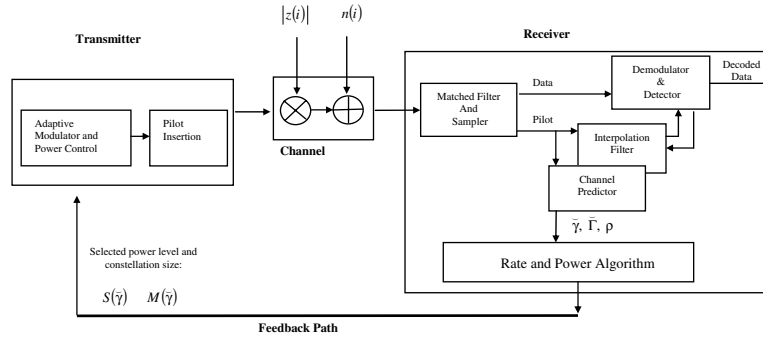 |z(i)|
n(i)
Transmitter
Receiver
Adaptive
Modulator and
Power Control
Pilot
Insertion
Channel
Matched Filter
And
Sampler
Data
Pilot
Demodulator
&
Detector
Decoded
Data
Interpolation
Filter
Channel
Predictor
γ̄, Γ̄, ρ
Rate and Power Algorithm
Selected power level and
constellation size:
S(γ̄) M(γ̄)
Feedback Path